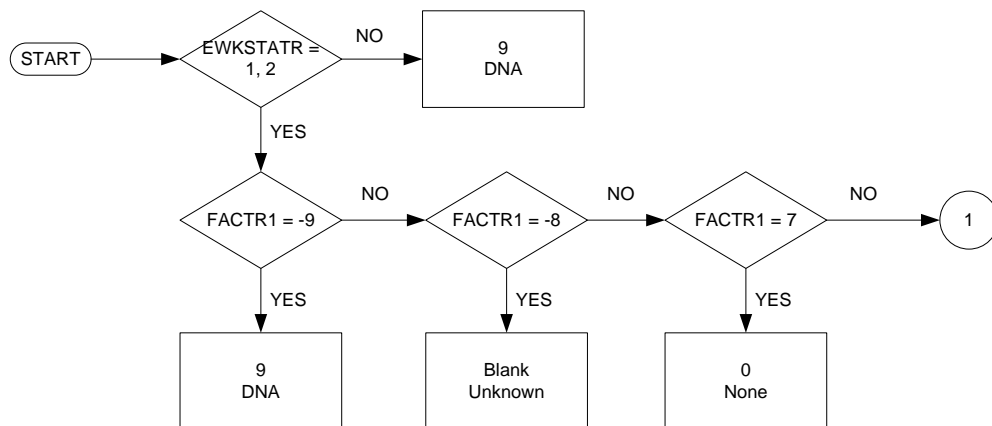 START
EWKSTATR =
1, 2
NO
9
DNA
YES
FACTR1 = -9
NO
FACTR1 = -8
NO
FACTR1 = 7
NO
1
YES
YES
YES
9
DNA
Blank
Unknown
0
None